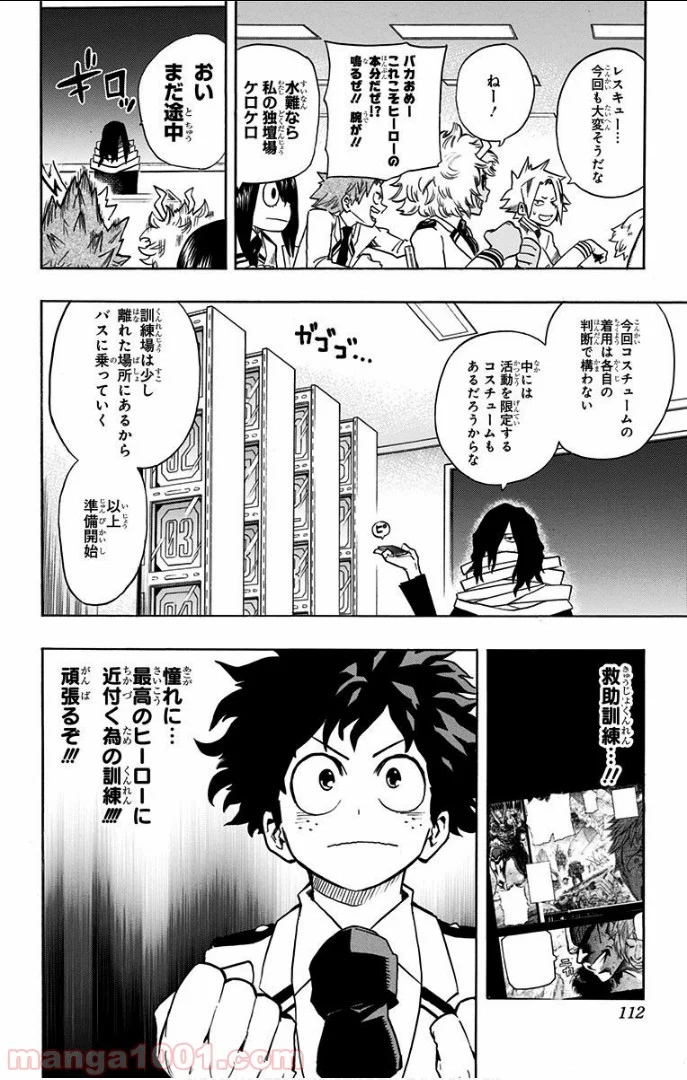 レスキュー…
今回も大変そうだな
ねー！
バカおめー
これこそヒーローの
本分だぜ!?
鳴るぜ!!腕が!!
水難なら
私の独壇場
ケロケロ
おい
まだ途中
ギロッ
今回コスチュームの
着用は各自の
判断で構わない
中には
活動を限定する
コスチュームも
あるだろうからな
ピッ
ガゴゴ…
訓練場は少し
離れた場所にあるから
バスに乗っていく
以上
準備開始
02
03
03
04
救助訓練…!!
憧れに…
最高のヒーローに
近付く為の訓練!!!!
頑張るぞ!!!
112
manga1001.com